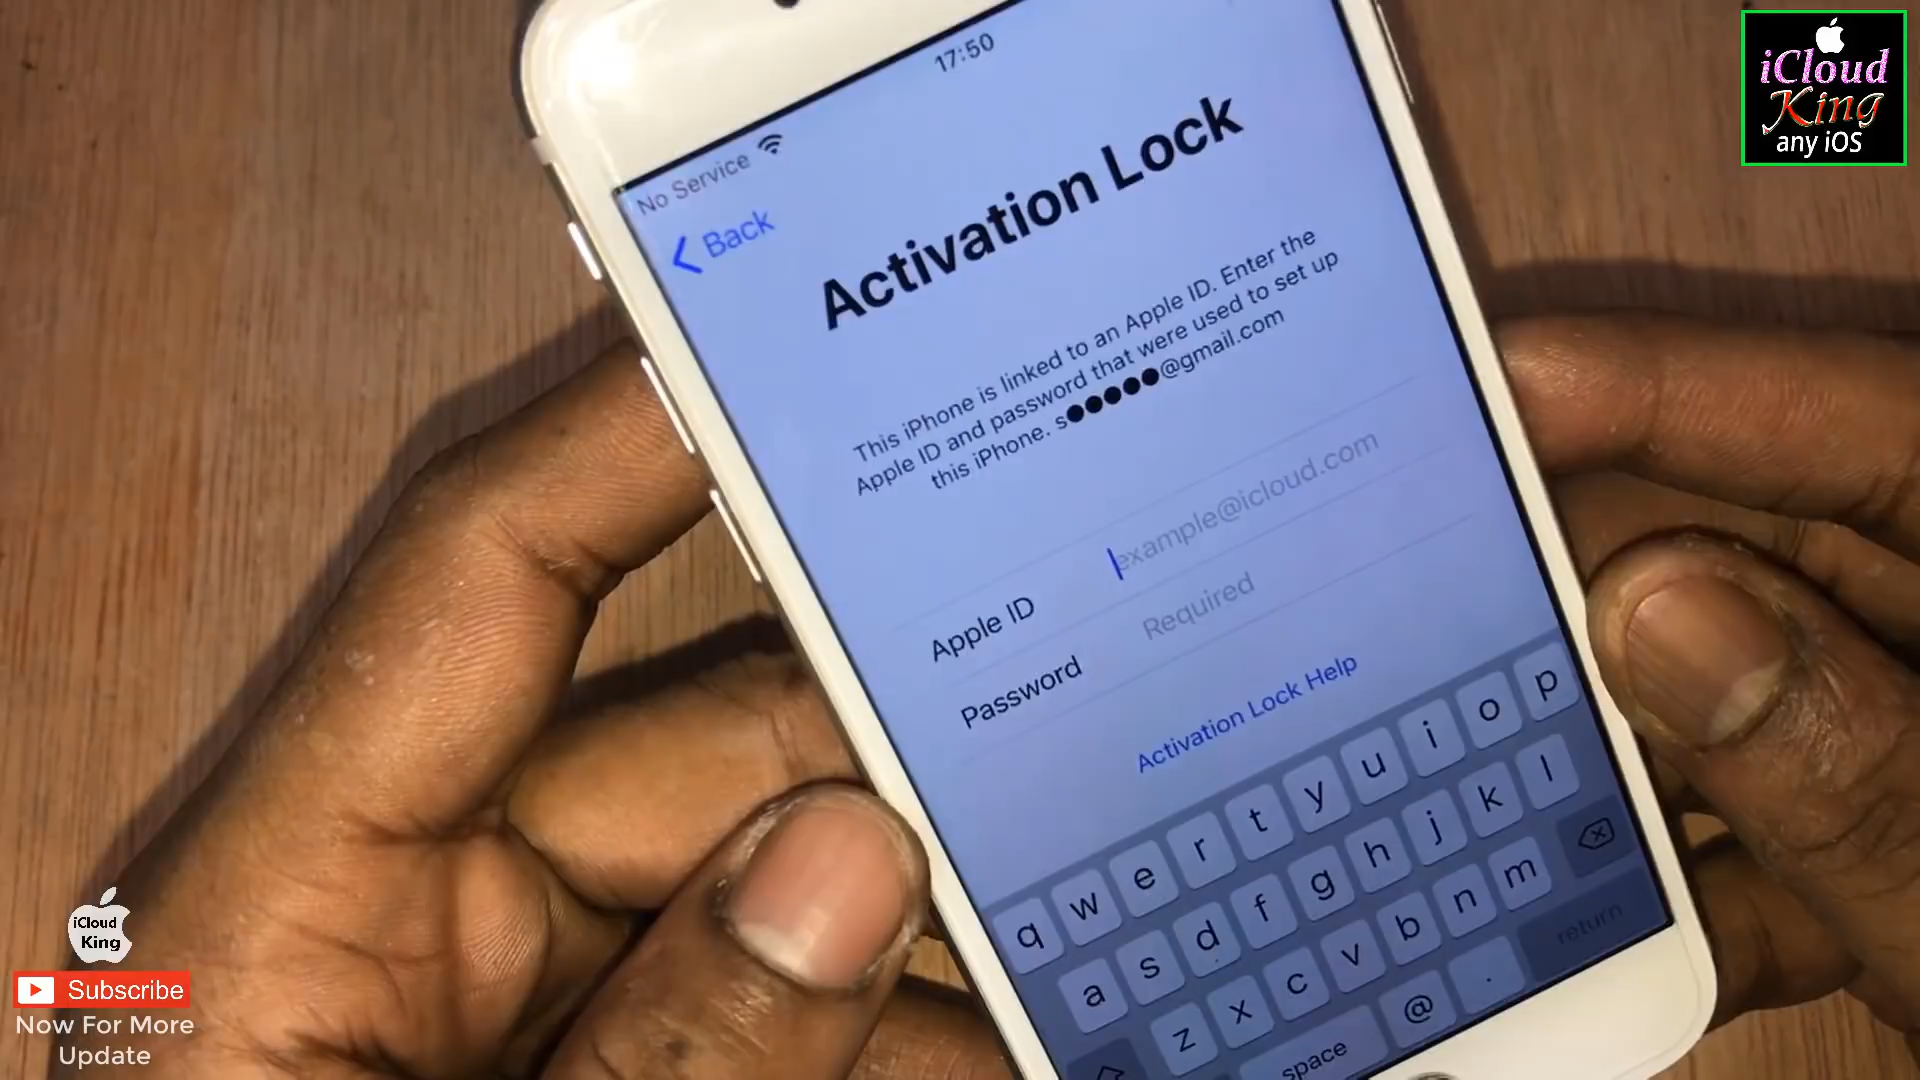 17:50
No Service
Back
Activation Lock
This iPhone is linked to an Apple ID. Enter the
Apple ID and password that were used to set up
this iPhone. s●●●●●@gmail.com
Apple ID example@icloud.com
Password Required
Activation Lock Help
q w e r t y u i o p
a s d f g h j k l
z x c v b n m
space @ . return
iCloud
King
any iOS
iCloud
King
Subscribe
Now For More
Update